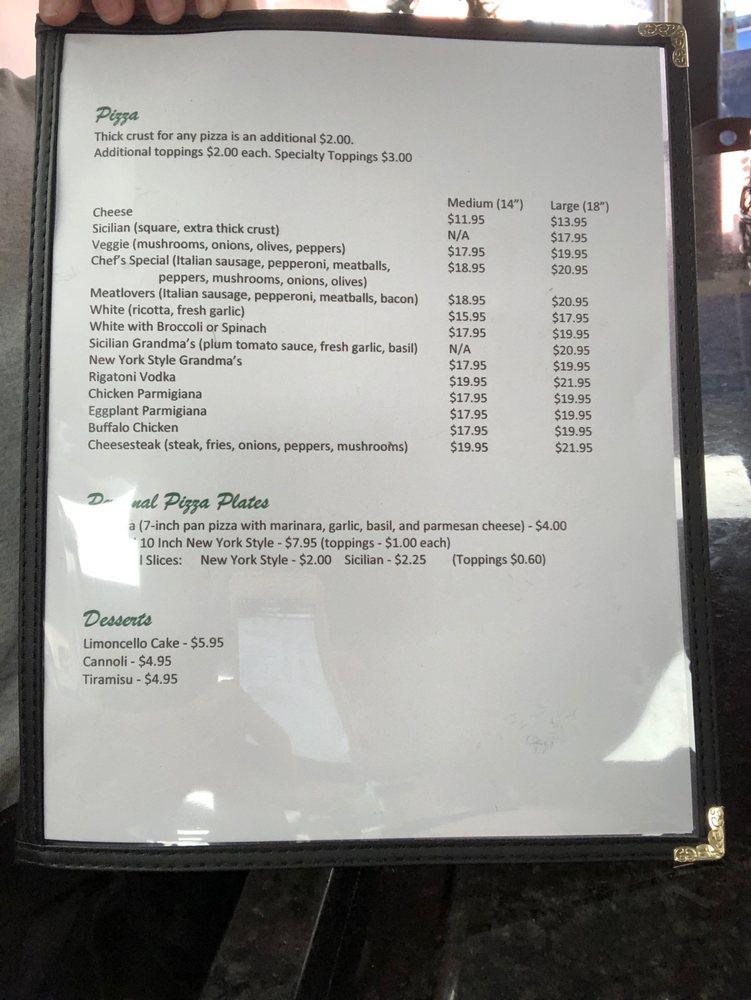 Pizza
Thick crust for any pizza is an additional $2.00.
Additional toppings $2.00 each. Specialty Toppings $3.00
Medium (14”) Large (18”)
Cheese $11.95 $13.95
Sicilian (square, extra thick crust) N/A $17.95
Veggie (mushrooms, onions, olives, peppers) $17.95 $19.95
Chef's Special (Italian sausage, pepperoni, meatballs, $18.95 $20.95
peppers, mushrooms, onions, olives)
Meatlovers (Italian sausage, pepperoni, meatballs, bacon) $18.95 $20.95
White (ricotta, fresh garlic) $15.95 $17.95
White with Broccoli or Spinach $17.95 $19.95
Sicilian Grandma's (plum tomato sauce, fresh garlic, basil) N/A $20.95
New York Style Grandma's $17.95 $19.95
Rigatoni Vodka $19.95 $21.95
Chicken Parmigiana $17.95 $19.95
Eggplant Parmigiana $17.95 $19.95
Buffalo Chicken $17.95 $19.95
Cheesesteak (steak, fries, onions, peppers, mushrooms) $19.95 $21.95
Pizza Plates
(7-inch pan pizza with marinara, garlic, basil, and parmesan cheese) - $4.00
10 Inch New York Style - $7.95 (toppings - $1.00 each)
Slices: New York Style - $2.00 Sicilian - $2.25 (Toppings $0.60)
Desserts
Limoncello Cake - $5.95
Cannoli - $4.95
Tiramisu - $4.95